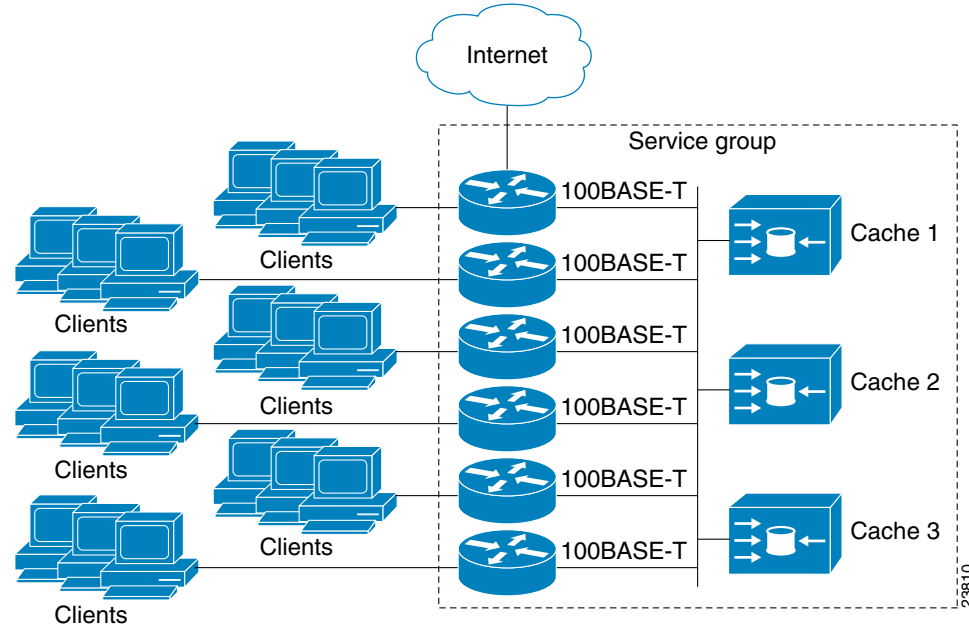 Internet
Service group
100BASE-T
Cache 1
Clients
100BASE-T
Clients
100BASE-T
Cache 2
Clients
100BASE-T
Clients
100BASE-T
Cache 3
Clients
100BASE-T
Clients
23810